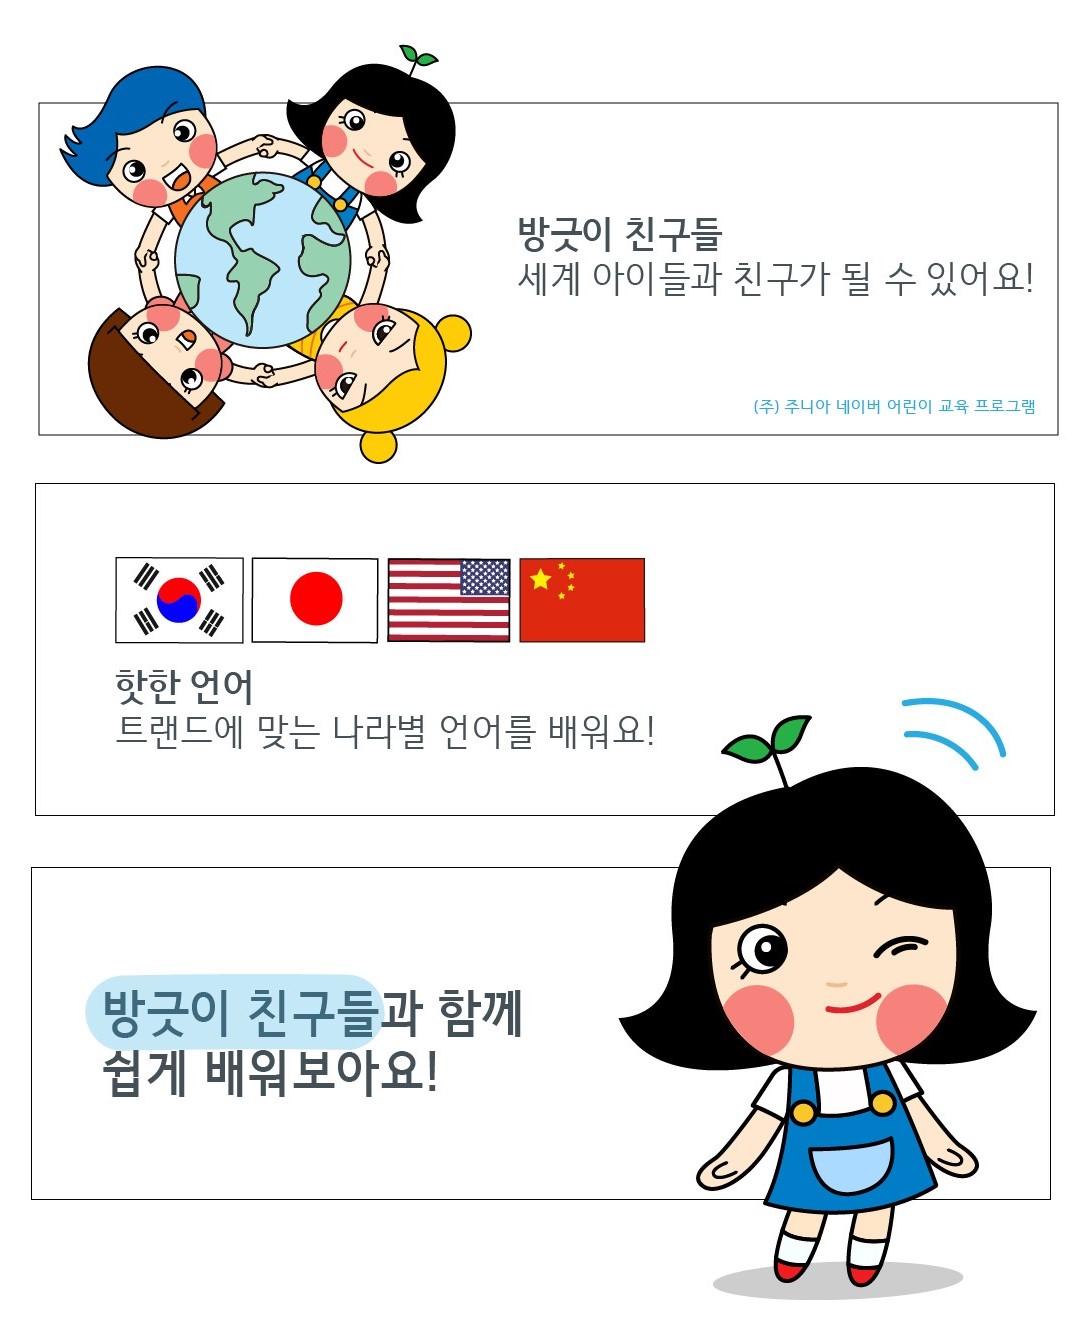 방긋이 친구들
세계 아이들과 친구가 될 수 있어요!
(주) 주니아 네이버 어린이 교육 프로그램
핫한 언어
트랜드에 맞는 나라별 언어를 배워요!
방긋이 친구들과 함께
쉽게 배워보아요!